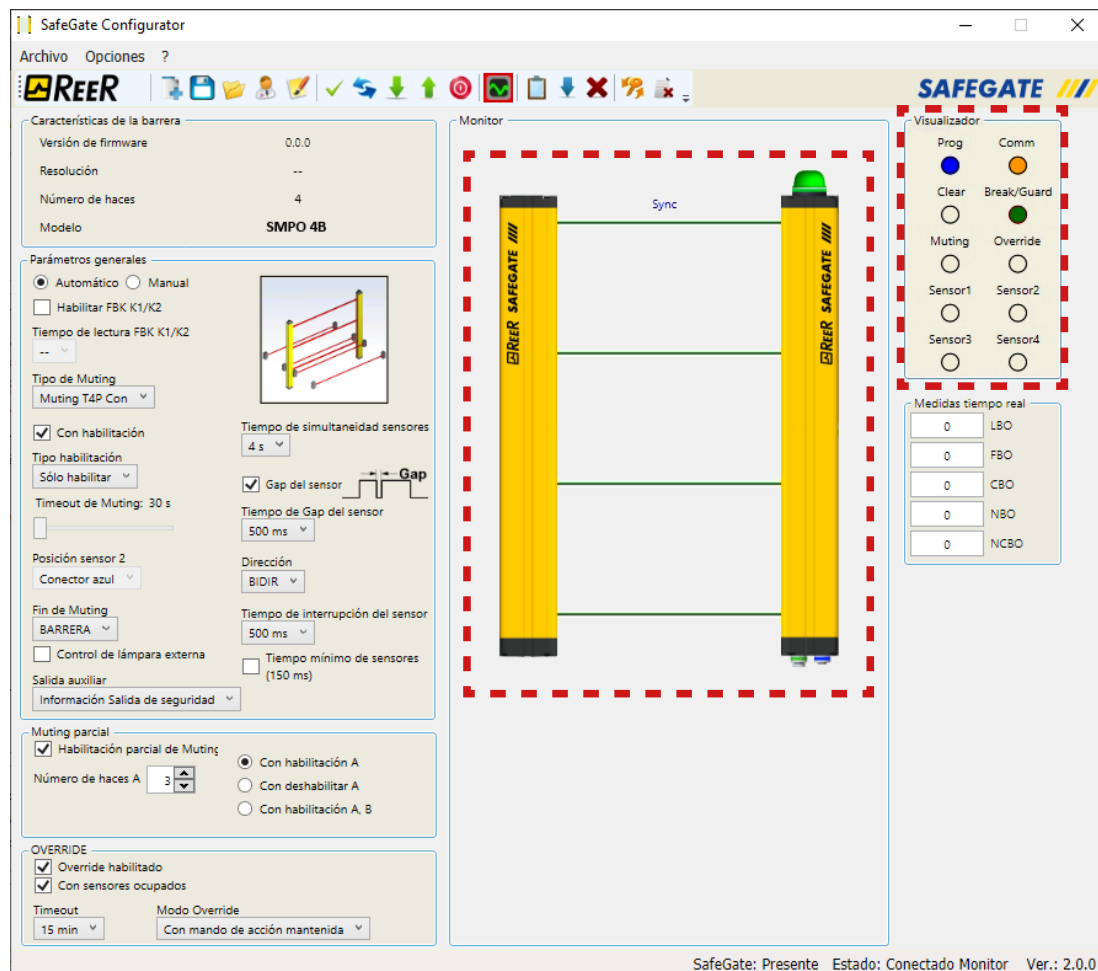 SafeGate Configurator
Archivo Opciones ?
REER
SAFEGATE
Características de la barrera
Versión de firmware 0.0.0
Resolución --
Número de haces 4
Modelo SMPO 4B
Parámetros generales
Automático Manual
Habilitar FBK K1/K2
Tiempo de lectura FBK K1/K2
--
Tipo de Muting
Muting T4P Con
Con habilitación
Tipo habilitación
Sólo habilitar
Timeout de Muting: 30 s
Posición sensor 2
Conector azul
Fin de Muting
BARRERA
Control de lámpara externa
Salida auxiliar
Información Salida de seguridad
Tiempo de simultaneidad sensores
4 s
Gap del sensor
Gap
Tiempo de Gap del sensor
500 ms
Dirección
BIDIR
Tiempo de interrupción del sensor
500 ms
Tiempo mínimo de sensores
(150 ms)
Muting parcial
Habilitación parcial de Muting
Número de haces A 3
Con habilitación A
Con deshabilitar A
Con habilitación A, B
OVERRIDE
Override habilitado
Con sensores ocupados
Timeout
15 min
Modo Override
Con mando de acción mantenida
Monitor
Sync
REER SAFEGATE
REER SAFEGATE
Visualizador
Prog Comm
Clear Break/Guard
Muting Override
Sensor1 Sensor2
Sensor3 Sensor4
Medidas tiempo real
0 LBO
0 FBO
0 CBO
0 NBO
0 NCBO
SafeGate: Presente Estado: Conectado Monitor Ver.: 2.0.0